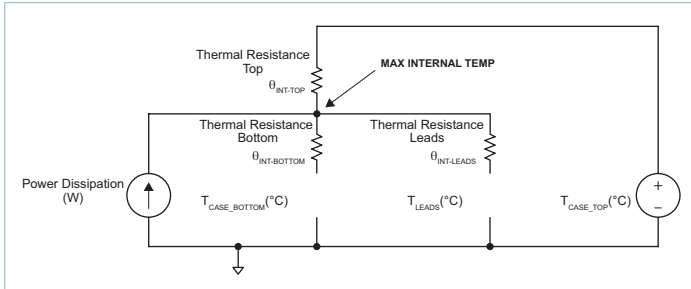 Thermal Resistance
Top
θINT-TOP
MAX INTERNAL TEMP
Thermal Resistance
Bottom
θINT-BOTTOM
Thermal Resistance
Leads
θINT-LEADS
Power Dissipation
(W)
TCASE_BOTTOM(°C)
TLEADS(°C)
TCASE_TOP(°C)
+
–